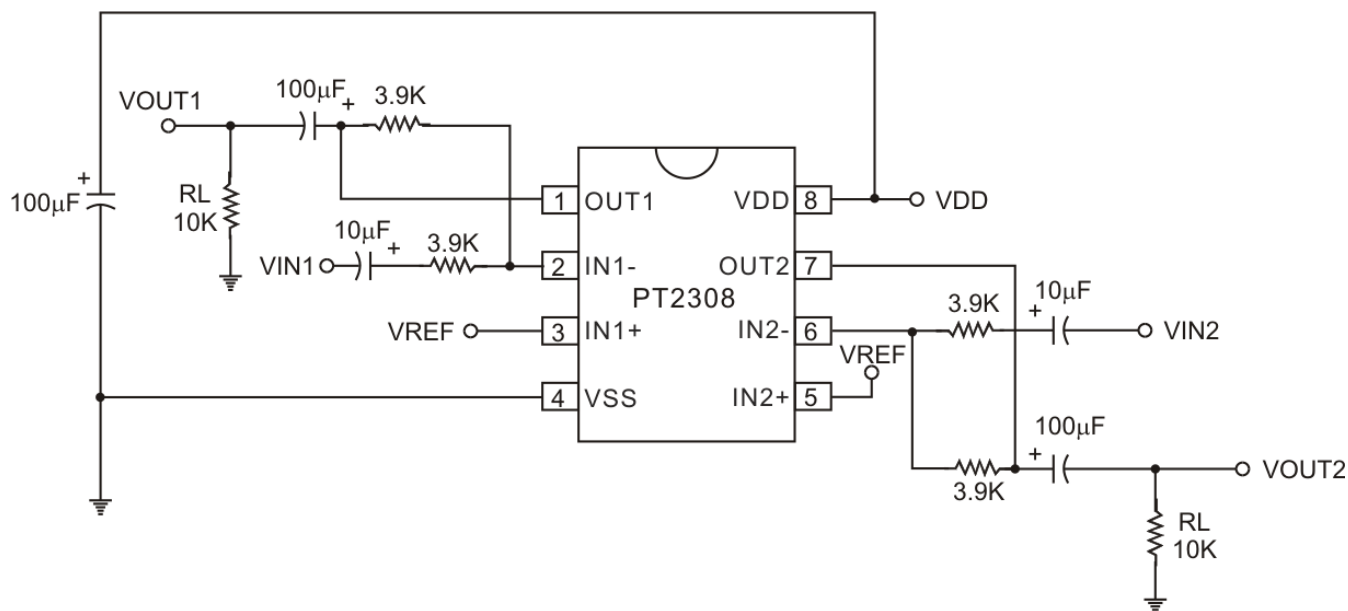 100μF
+
3.9K
VOUT1
+
100μF
RL
10K
1
OUT1
VDD
8
VDD
10μF
+
3.9K
VIN1
2
IN1-
OUT2
7
PT2308
3.9K
+
10μF
VREF
3
IN1+
IN2-
6
VIN2
VREF
4
VSS
IN2+
5
100μF
+
3.9K
VOUT2
RL
10K